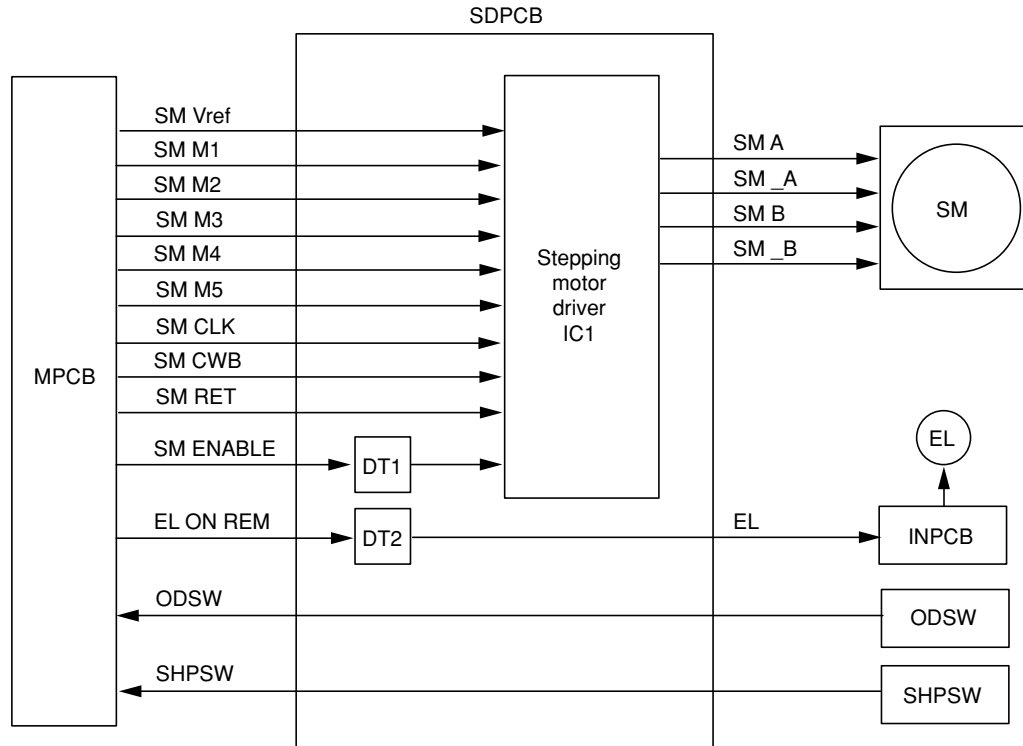 SDPCB
MPCB
SM Vref
SM M1
SM M2
SM M3
SM M4
SM M5
SM CLK
SM CWB
SM RET
SM ENABLE
EL ON REM
ODSW
SHPSW
DT1
DT2
Stepping
motor
driver
IC1
SM A
SM _A
SM B
SM _B
EL
SM
EL
INPCB
ODSW
SHPSW